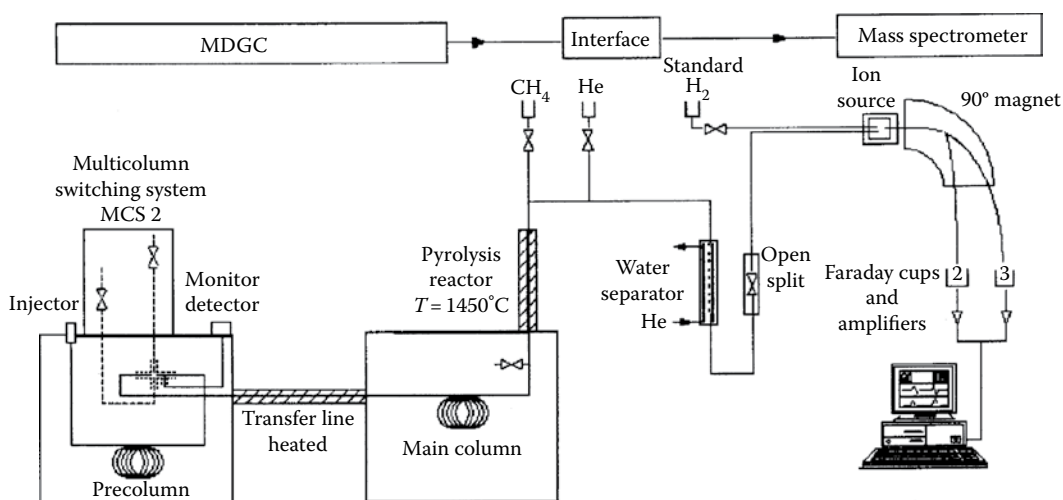 MDGC
Interface
Mass spectrometer
CH4
He
Standard
H2
Ion
source
90° magnet
Multicolumn
switching system
MCS 2
Injector
Monitor
detector
Pyrolysis
reactor
T = 1450°C
Water
separator
He
Open
split
Faraday cups
and
amplifiers
2
3
Transfer line
heated
Main column
Precolumn